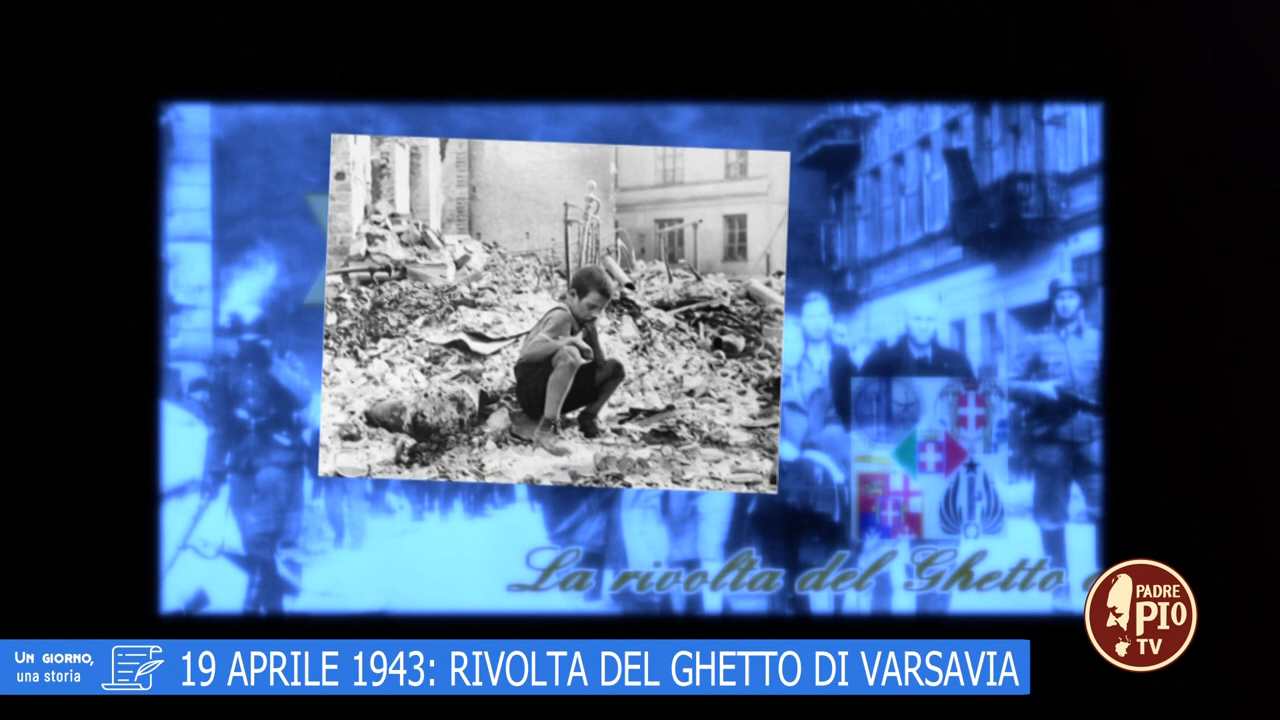 La rivolta del Ghetto
UN GIORNO,
una storia
19 APRILE 1943: RIVOLTA DEL GHETTO DI VARSAVIA
PADRE
PIO
TV